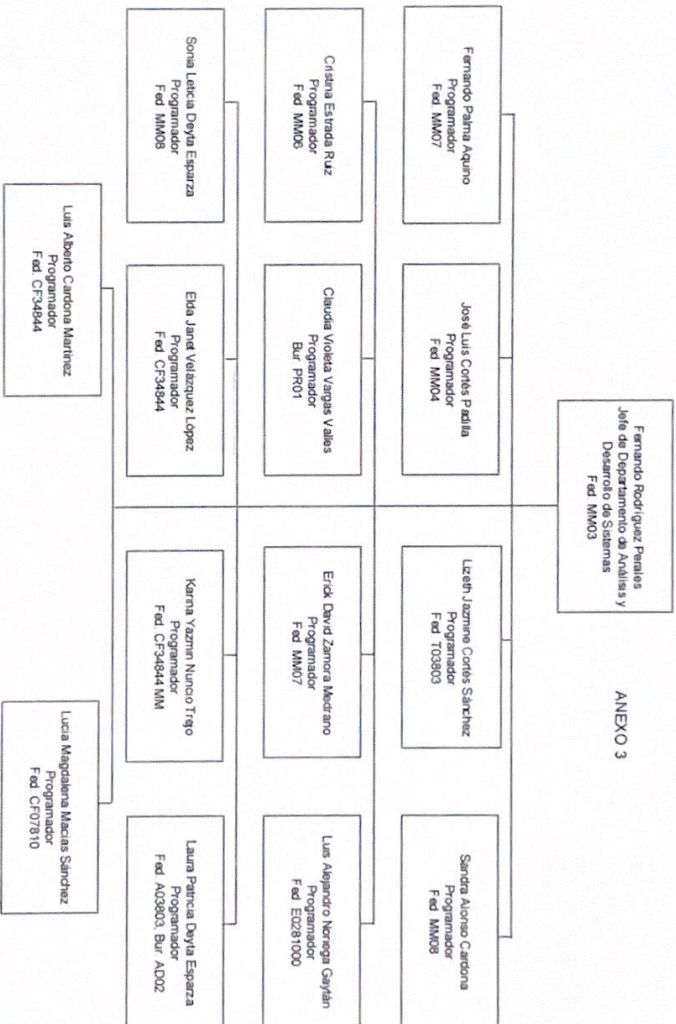 ANEXO 3
Fernando Rodríguez Perales
Jefe de Departamento de Análisis y
Desarrollo de Sistemas
Fed. MM03
Fernando Palma Aquino
Programador
Fed. MM07
José Luis Cortés Padilla
Programador
Fed. MM04
Lizeth Jazmine Cortés Sánchez
Programador
Fed. T03803
Sandra Alonso Cardona
Programador
Fed. MM08
Cristina Estrada Ruiz
Programador
Fed. MM06
Claudia Violeta Vargas Valles
Programador
Bur. PR01
Erick David Zamora Medrano
Programador
Fed. MM07
Luis Alejandro Noriega Gaytán
Programador
Fed. E0281000
Sonia Leticia Deyta Esparza
Programador
Fed. MM08
Elda Janet Velázquez López
Programador
Fed. CF34844
Karina Yazmin Nuncio Trejo
Programador
Fed. CF34844 MM
Laura Patricia Deyta Esparza
Programador
Fed. A03803, Bur. AD02
Luis Alberto Cardona Martínez
Programador
Fed. CF34844
Lucia Magdalena Macías Sánchez
Programador
Fed. CF07810